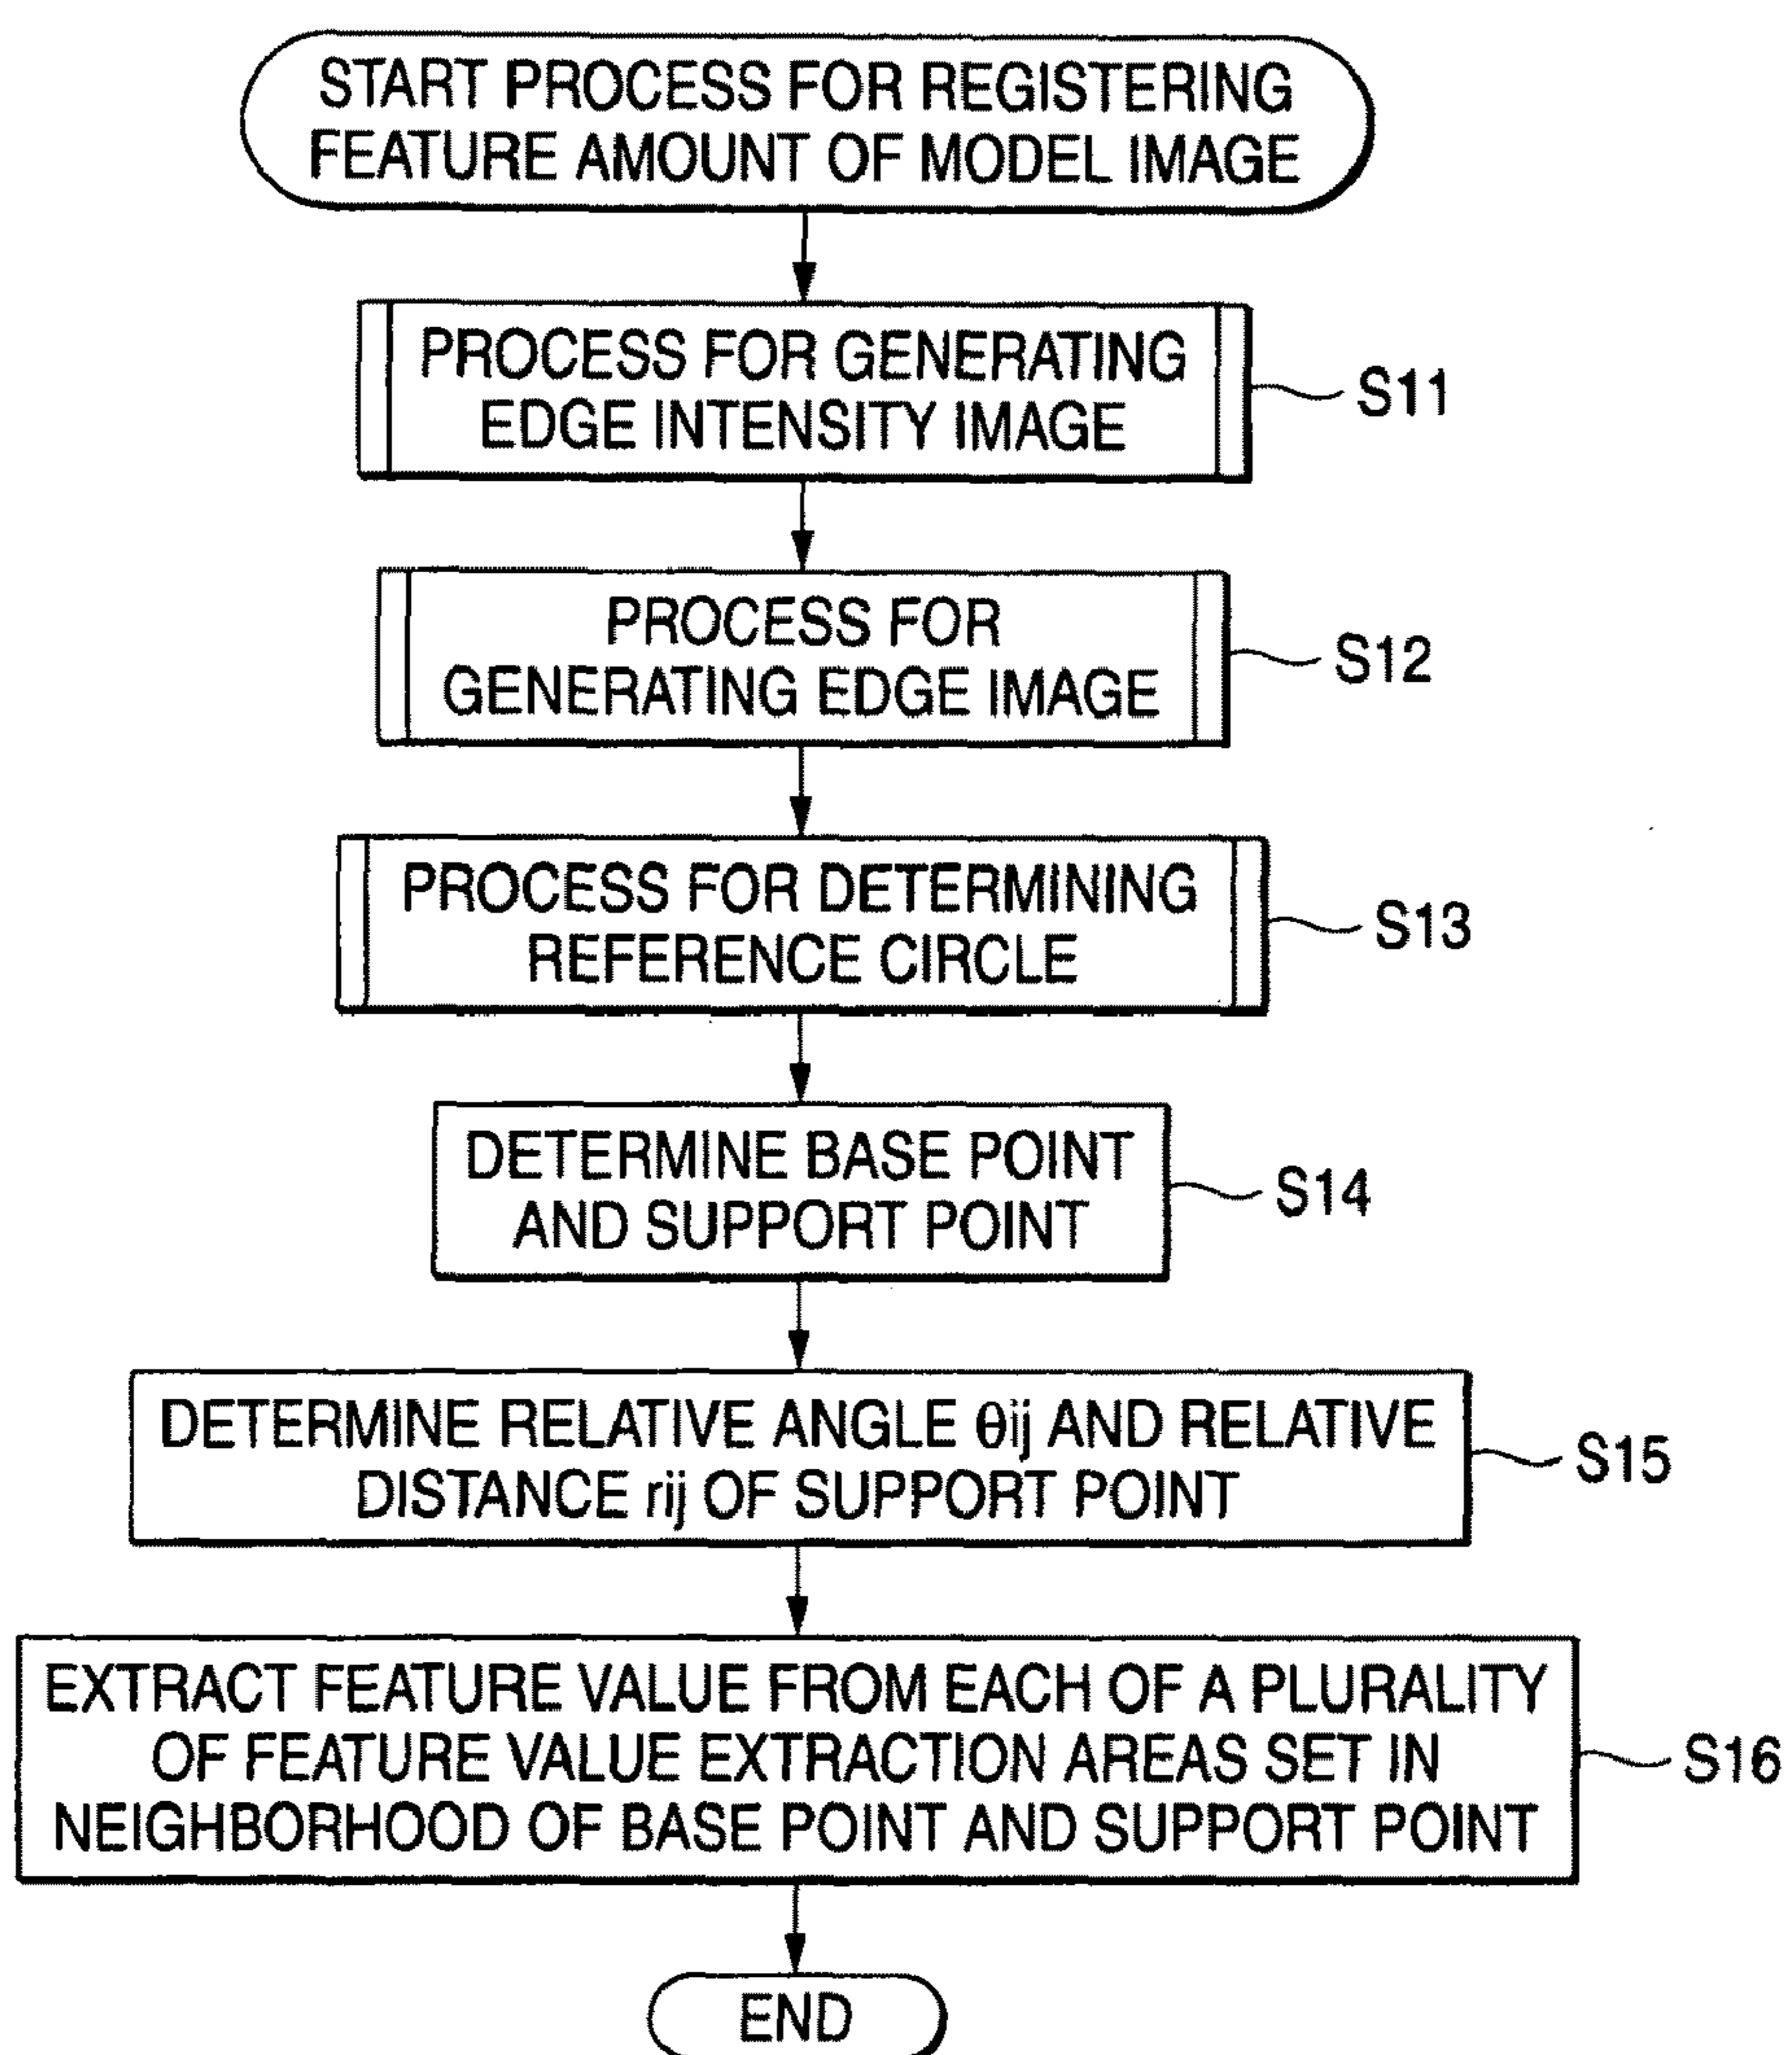 START PROCESS FOR REGISTERING
FEATURE AMOUNT OF MODEL IMAGE
PROCESS FOR GENERATING
EDGE INTENSITY IMAGE
S11
PROCESS FOR
GENERATING EDGE IMAGE
S12
PROCESS FOR DETERMINING
REFERENCE CIRCLE
S13
DETERMINE BASE POINT
AND SUPPORT POINT
S14
DETERMINE RELATIVE ANGLE θij AND RELATIVE
DISTANCE rij OF SUPPORT POINT
S15
EXTRACT FEATURE VALUE FROM EACH OF A PLURALITY
OF FEATURE VALUE EXTRACTION AREAS SET IN
NEIGHBORHOOD OF BASE POINT AND SUPPORT POINT
S16
END